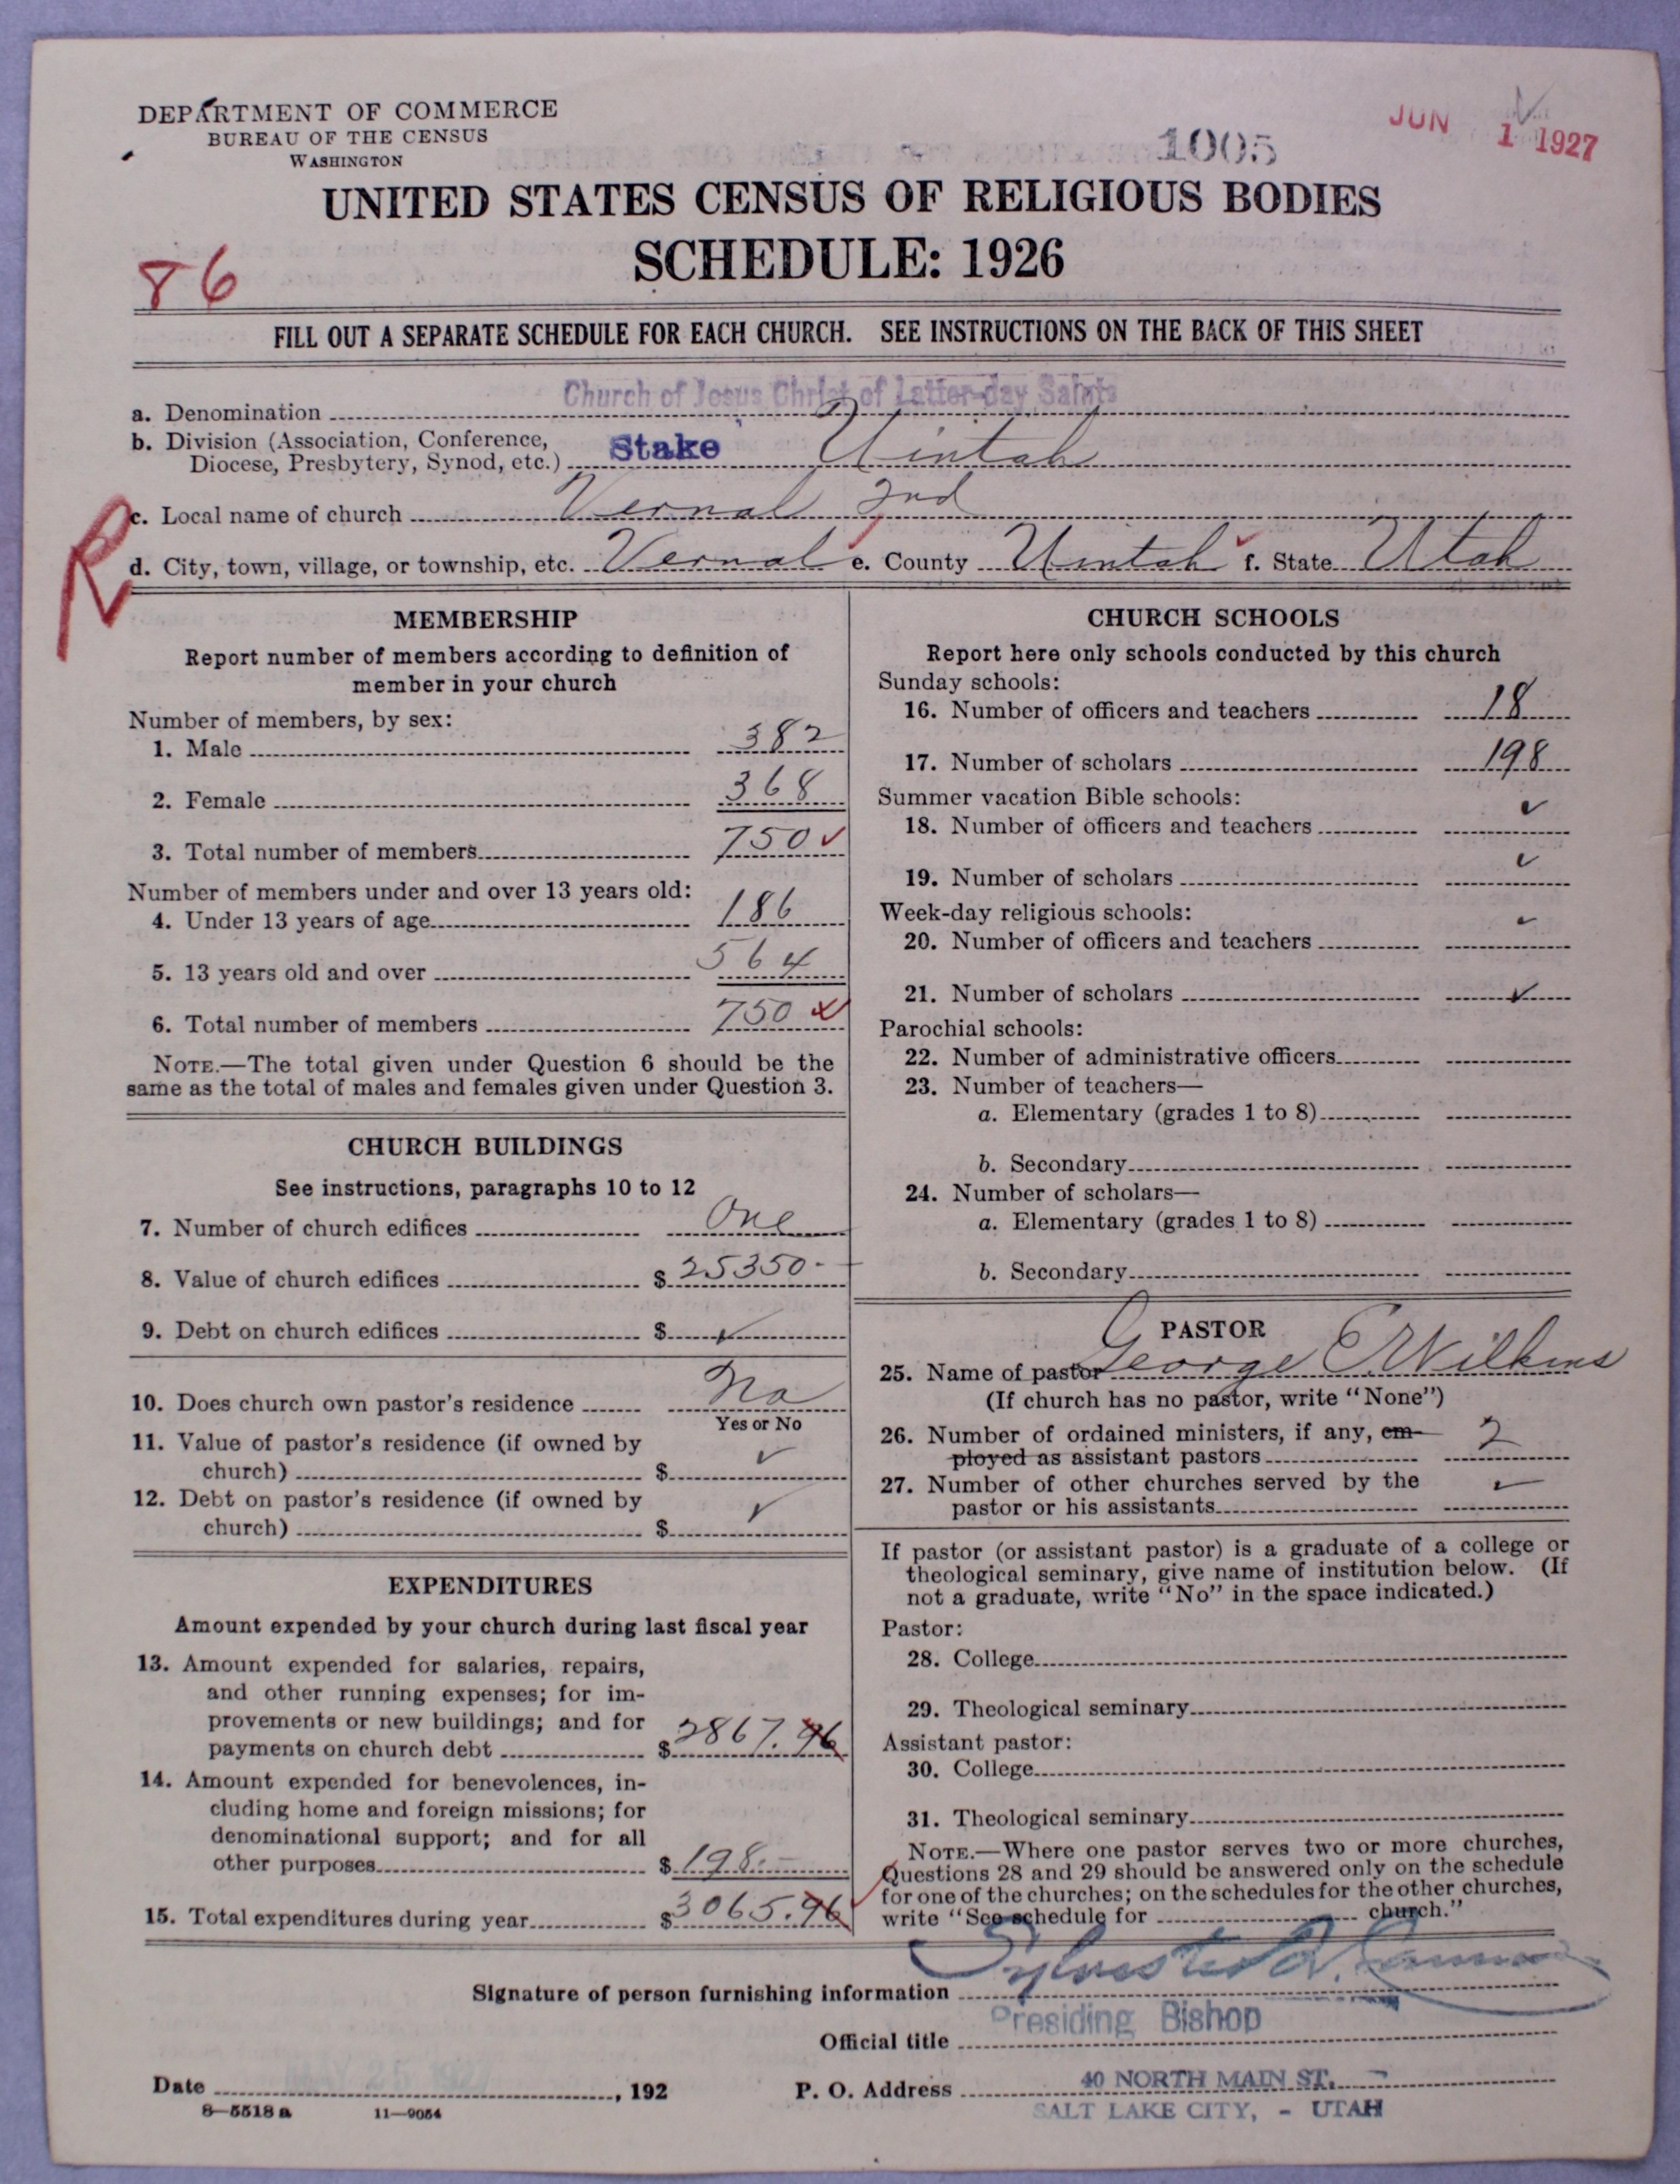 DEPARTMENT OF COMMERCE
BUREAU OF THE CENSUS
WASHINGTON
1005
JUN 1 1927
UNITED STATES CENSUS OF RELIGIOUS BODIES
SCHEDULE: 1926
86
FILL OUT A SEPARATE SCHEDULE FOR EACH CHURCH. SEE INSTRUCTIONS ON THE BACK OF THIS SHEET
a. Denomination Church of Jesus Christ of Latter-day Saints
b. Division (Association, Conference,
Diocese, Presbytery, Synod, etc.) Stake Uintah
R
c. Local name of church Vernal 2nd
d. City, town, village, or township, etc. Vernal e. County Uintah f. State Utah
MEMBERSHIP
Report number of members according to definition of
member in your church
Number of members, by sex:
1. Male 382
2. Female 368
3. Total number of members 750 ✓
Number of members under and over 13 years old:
4. Under 13 years of age 186
5. 13 years old and over 564
6. Total number of members 750
NOTE.—The total given under Question 6 should be the
same as the total of males and females given under Question 3.
CHURCH BUILDINGS
See instructions, paragraphs 10 to 12
7. Number of church edifices One
8. Value of church edifices $ 25350.-
9. Debt on church edifices $ ✓
10. Does church own pastor's residence No
Yes or No
11. Value of pastor's residence (if owned by
church) $ ✓
12. Debt on pastor's residence (if owned by
church) $ ✓
EXPENDITURES
Amount expended by your church during last fiscal year
13. Amount expended for salaries, repairs,
and other running expenses; for im-
provements or new buildings; and for
payments on church debt $ 2867.96
14. Amount expended for benevolences, in-
cluding home and foreign missions; for
denominational support; and for all
other purposes $ 198.-
15. Total expenditures during year $ 3065.96
CHURCH SCHOOLS
Report here only schools conducted by this church
Sunday schools:
16. Number of officers and teachers 18
17. Number of scholars 198
Summer vacation Bible schools:
18. Number of officers and teachers ✓
19. Number of scholars ✓
Week-day religious schools:
20. Number of officers and teachers ✓
21. Number of scholars ✓
Parochial schools:
22. Number of administrative officers
23. Number of teachers—
a. Elementary (grades 1 to 8)
b. Secondary
24. Number of scholars—
a. Elementary (grades 1 to 8)
b. Secondary
PASTOR
25. Name of pastor George E. Wilkins
(If church has no pastor, write "None")
26. Number of ordained ministers, if any, em-
ployed as assistant pastors 2
27. Number of other churches served by the
pastor or his assistants ✓
If pastor (or assistant pastor) is a graduate of a college or
theological seminary, give name of institution below. (If
not a graduate, write "No" in the space indicated.)
Pastor:
28. College
29. Theological seminary
Assistant pastor:
30. College
31. Theological seminary
NOTE.—Where one pastor serves two or more churches,
Questions 28 and 29 should be answered only on the schedule
for one of the churches; on the schedules for the other churches,
write "See schedule for church."
Signature of person furnishing information Sylvester Q. Cannon
Official title Presiding Bishop
Date MAY 25 1927, 192
P. O. Address 40 NORTH MAIN ST.
SALT LAKE CITY, - UTAH
8—5518 a 11—9054